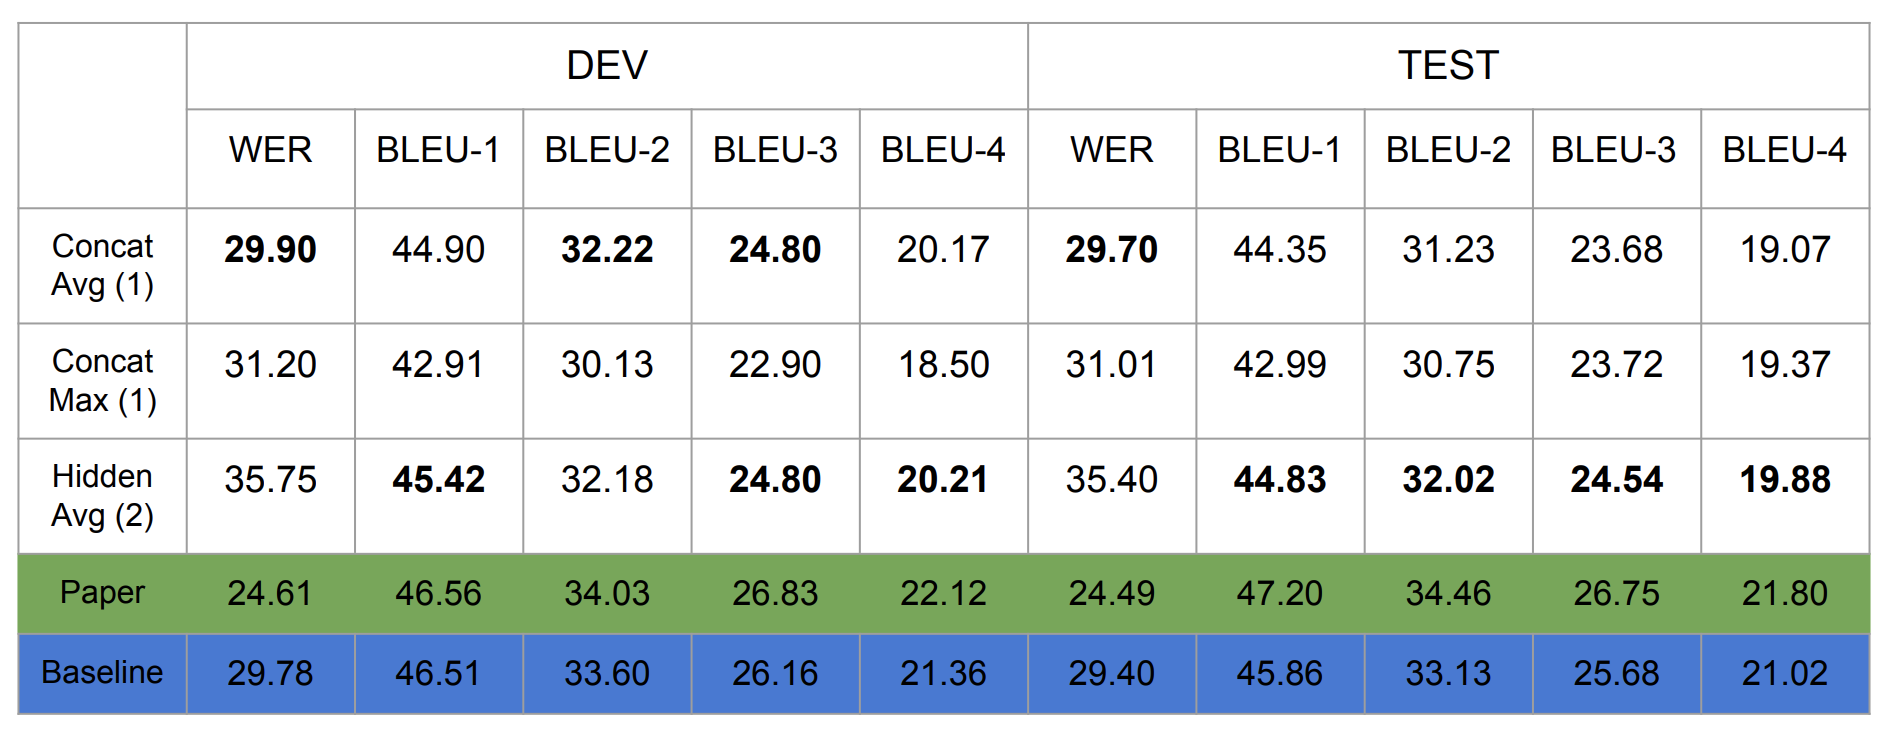 DEV TEST
WER BLEU-1 BLEU-2 BLEU-3 BLEU-4 WER BLEU-1 BLEU-2 BLEU-3 BLEU-4
Concat
Avg (1)
29.90 44.90 32.22 24.80 20.17 29.70 44.35 31.23 23.68 19.07
Concat
Max (1)
31.20 42.91 30.13 22.90 18.50 31.01 42.99 30.75 23.72 19.37
Hidden
Avg (2)
35.75 45.42 32.18 24.80 20.21 35.40 44.83 32.02 24.54 19.88
Paper 24.61 46.56 34.03 26.83 22.12 24.49 47.20 34.46 26.75 21.80
Baseline 29.78 46.51 33.60 26.16 21.36 29.40 45.86 33.13 25.68 21.02